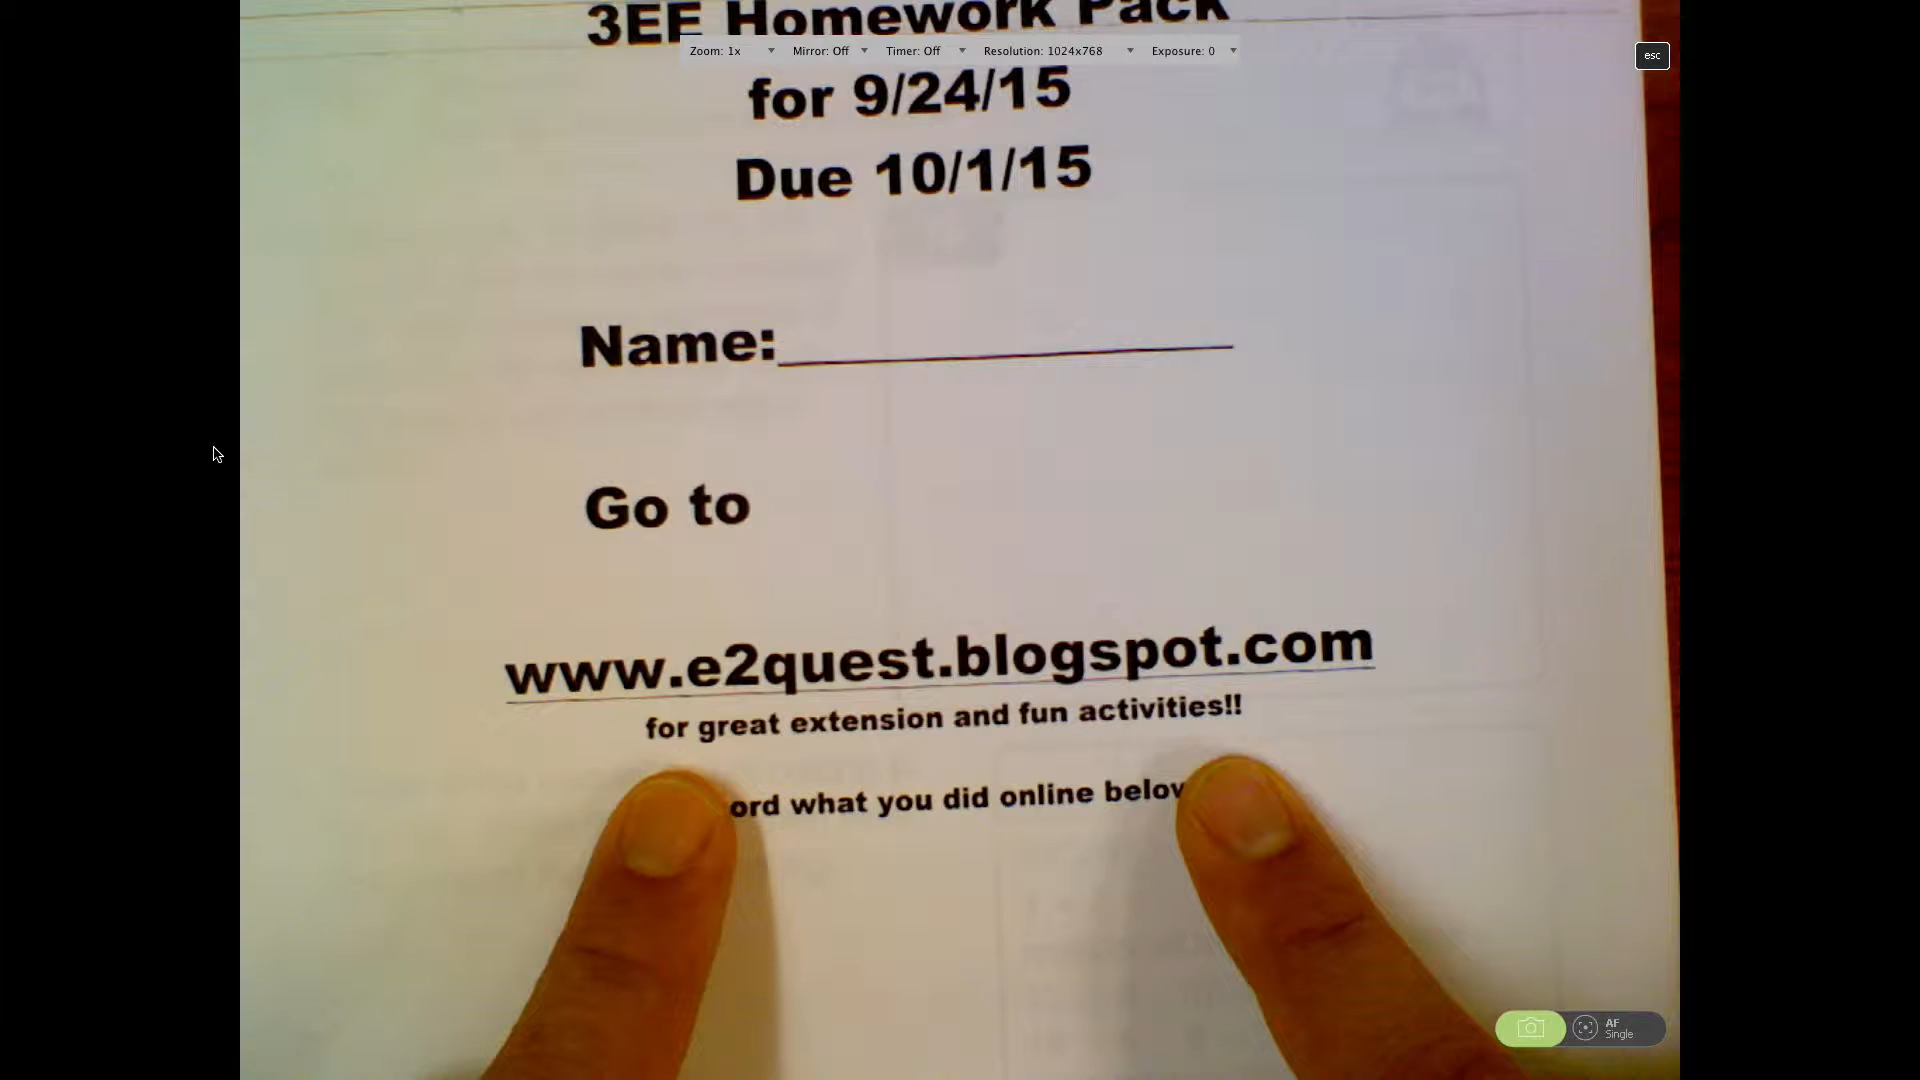 3EE Homework Pack
Zoom: 1x Mirror: Off Timer: Off Resolution: 1024x768 Exposure: 0
esc
for 9/24/15
Due 10/1/15
Name:
Go to
www.e2quest.blogspot.com
for great extension and fun activities!!
ord what you did online below
AF
Single